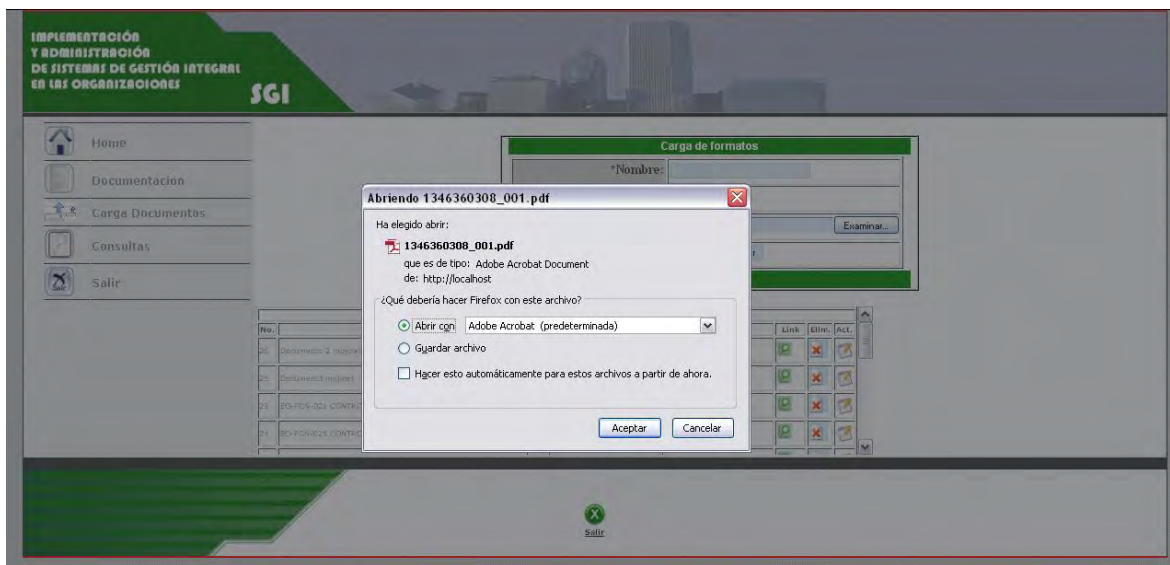 IMPLEMENTACIÓN
Y ADMINISTRACIÓN
DE SISTEMAS DE GESTIÓN INTEGRAL
EN LAS ORGANIZACIONES
SGI
Home
Documentacion
Carga Documentos
Consultas
Salir
Carga de formatos
*Nombre:
Examinar...
Abriendo 1346360308_001.pdf
Ha elegido abrir:
1346360308_001.pdf
que es de tipo: Adobe Acrobat Document
de: http://localhost
¿Qué debería hacer Firefox con este archivo?
Abrir con Adobe Acrobat (predeterminada)
Guardar archivo
Hacer esto automáticamente para estos archivos a partir de ahora.
Aceptar Cancelar
No. Link Elim. Act.
Salir